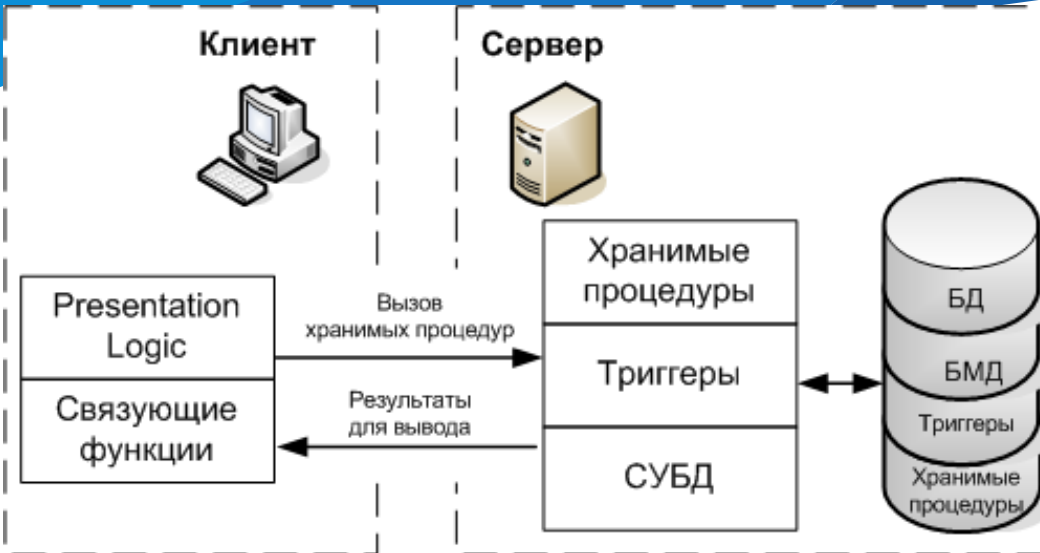 Клиент
Сервер
Presentation
Logic
Связующие
функции
Вызов
хранимых процедур
Результаты
для вывода
Хранимые
процедуры
Триггеры
СУБД
БД
БМД
Триггеры
Хранимые
процедуры